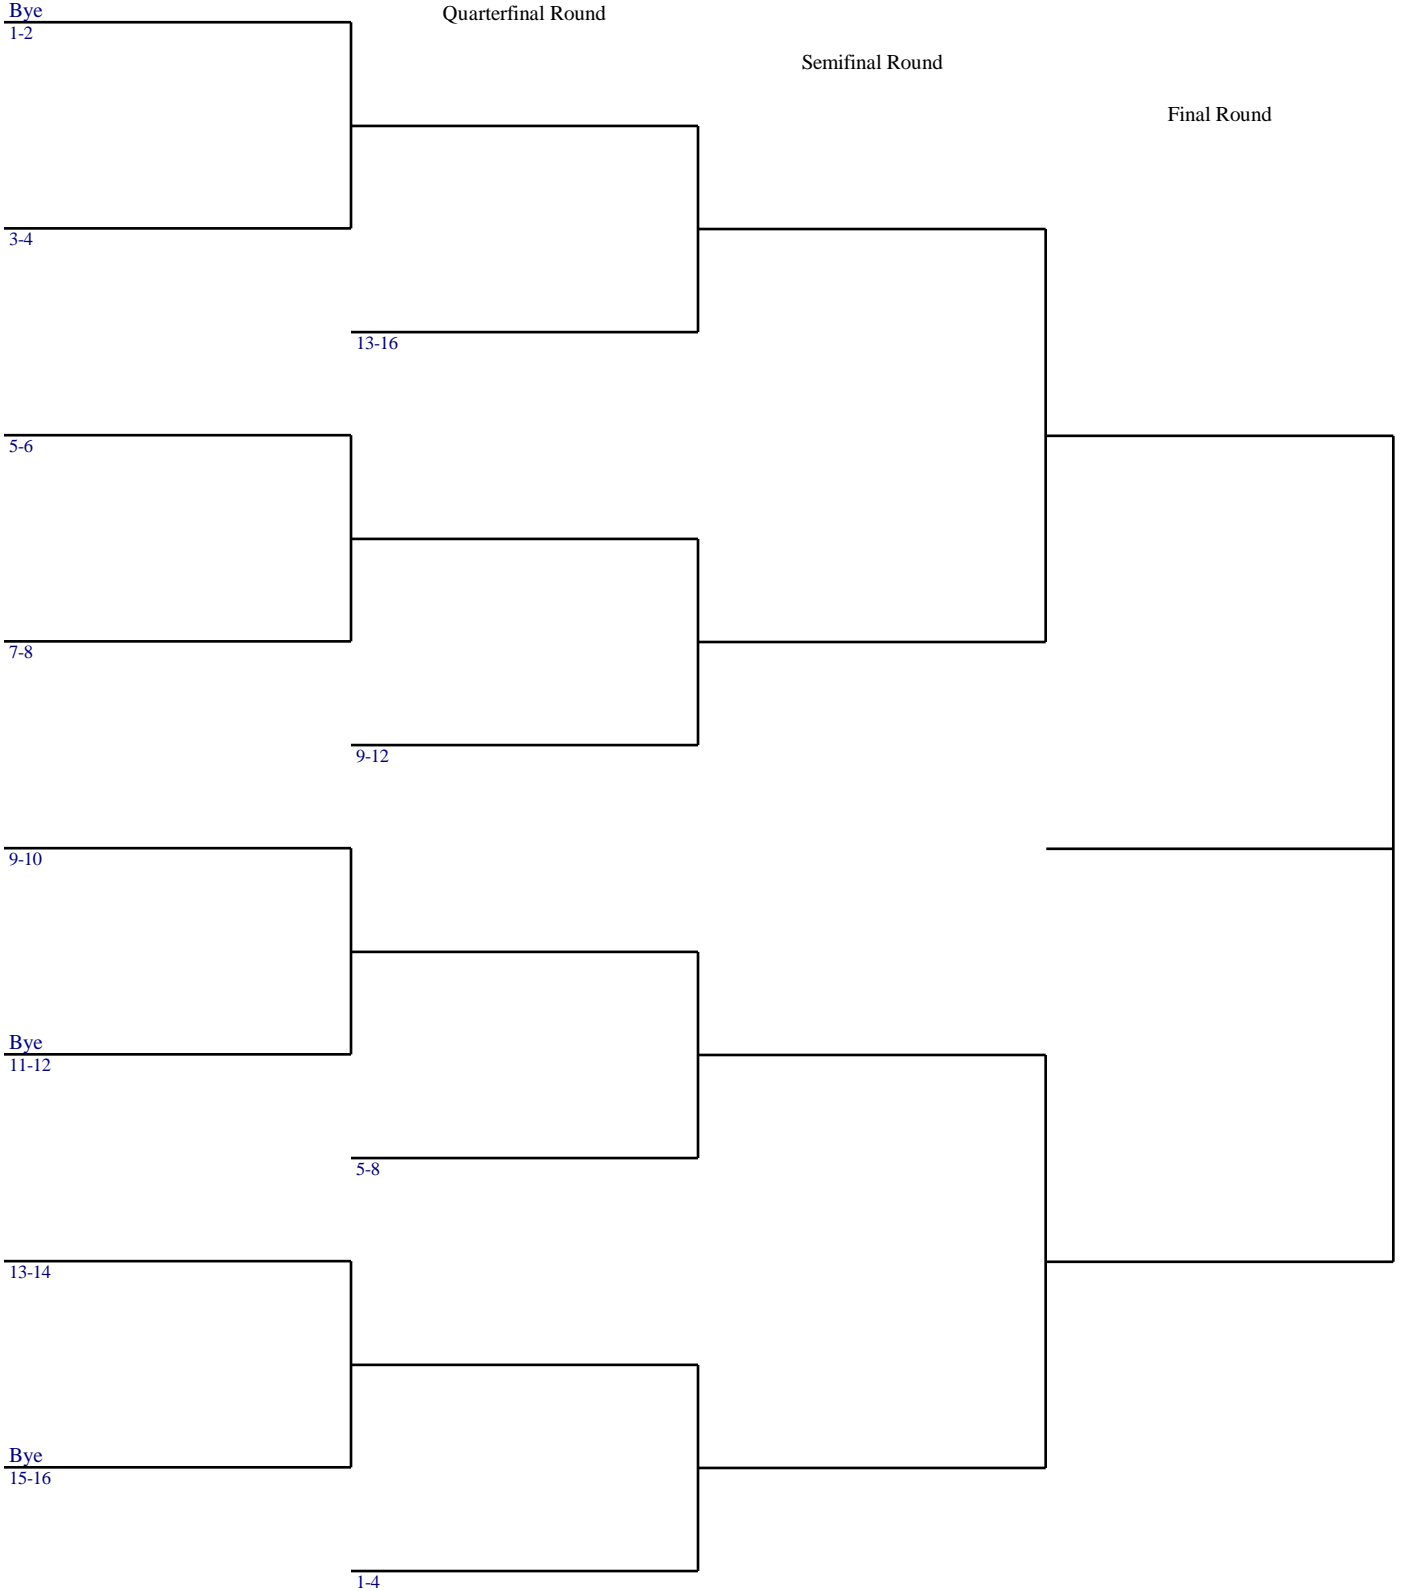 Bye
1-2
Quarterfinal Round
Semifinal Round
Final Round
3-4
13-16
5-6
7-8
9-12
9-10
Bye
11-12
5-8
13-14
Bye
15-16
1-4